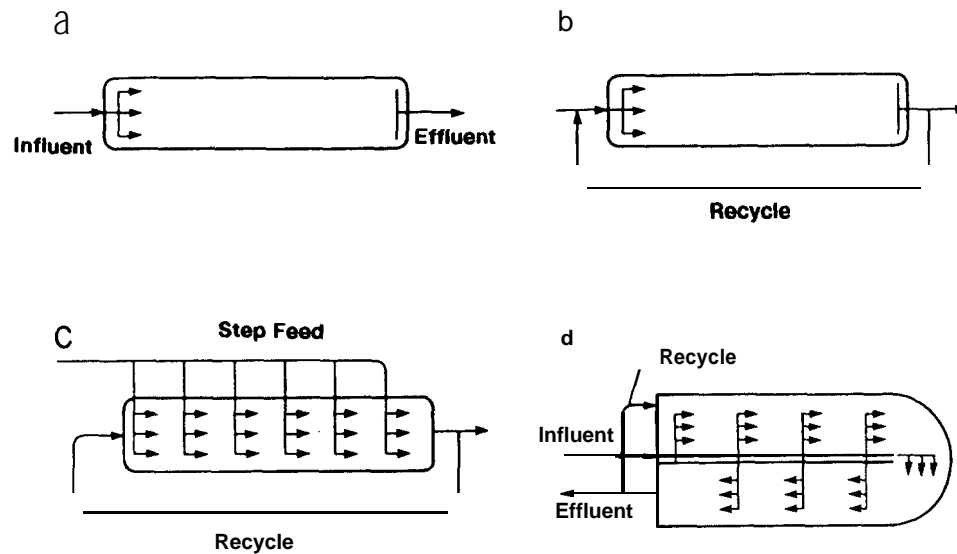 a
Influent
Effluent
b
Recycle
c
Step Feed
Recycle
d
Recycle
Influent
Effluent